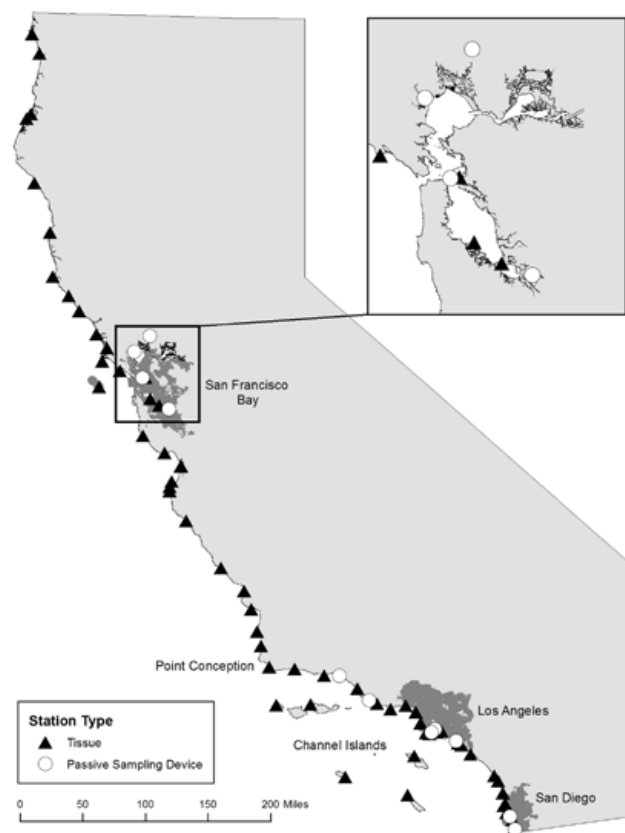 San Francisco
Bay
Point Conception
Los Angeles
Channel Islands
San Diego
Station Type
Tissue
Passive Sampling Device
0 50 100 200 Miles